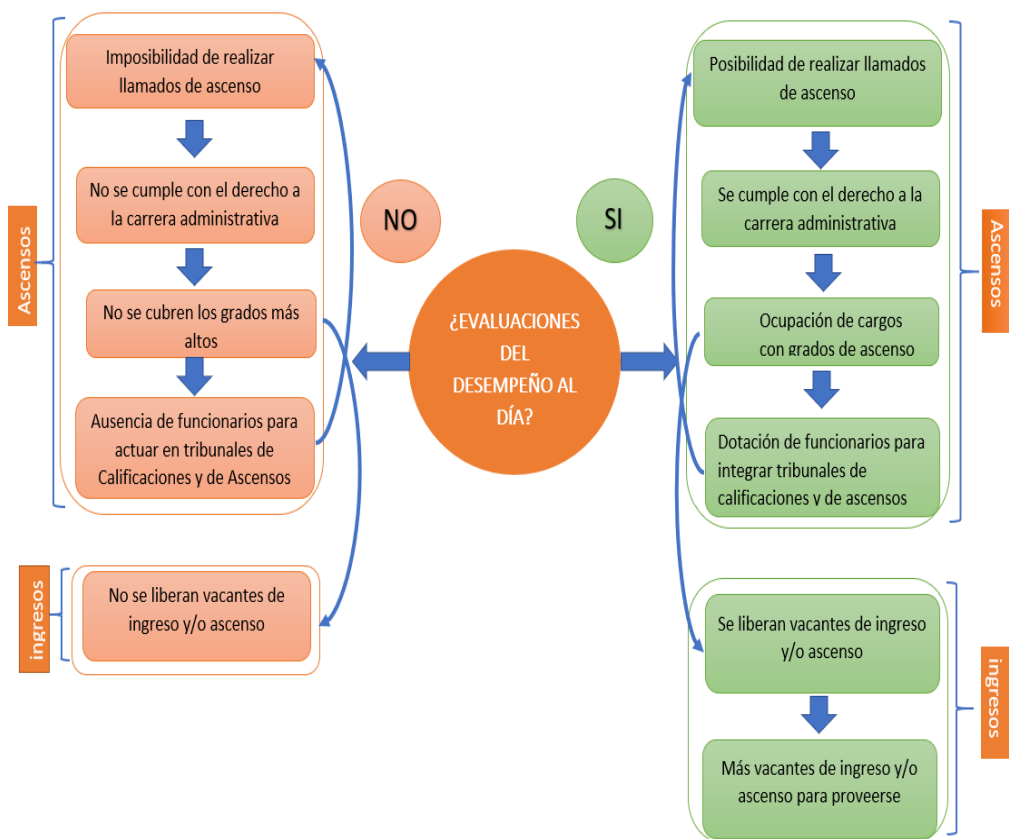 Ascensos
Imposibilidad de realizar
llamados de ascenso
No se cumple con el derecho a
la carrera administrativa
No se cubren los grados más
altos
Ausencia de funcionarios para
actuar en tribunales de
Calificaciones y de Ascensos
ingresos
No se liberan vacantes de
ingreso y/o ascenso
NO
SI
¿EVALUACIONES
DEL
DESEMPEÑO AL
DÍA?
Posibilidad de realizar llamados
de ascenso
Se cumple con el derecho a la
carrera administrativa
Ocupación de cargos
con grados de ascenso
Dotación de funcionarios para
integrar tribunales de
calificaciones y de ascensos
Ascensos
Se liberan vacantes de ingreso
y/o ascenso
Más vacantes de ingreso y/o
ascenso para proveerse
ingresos